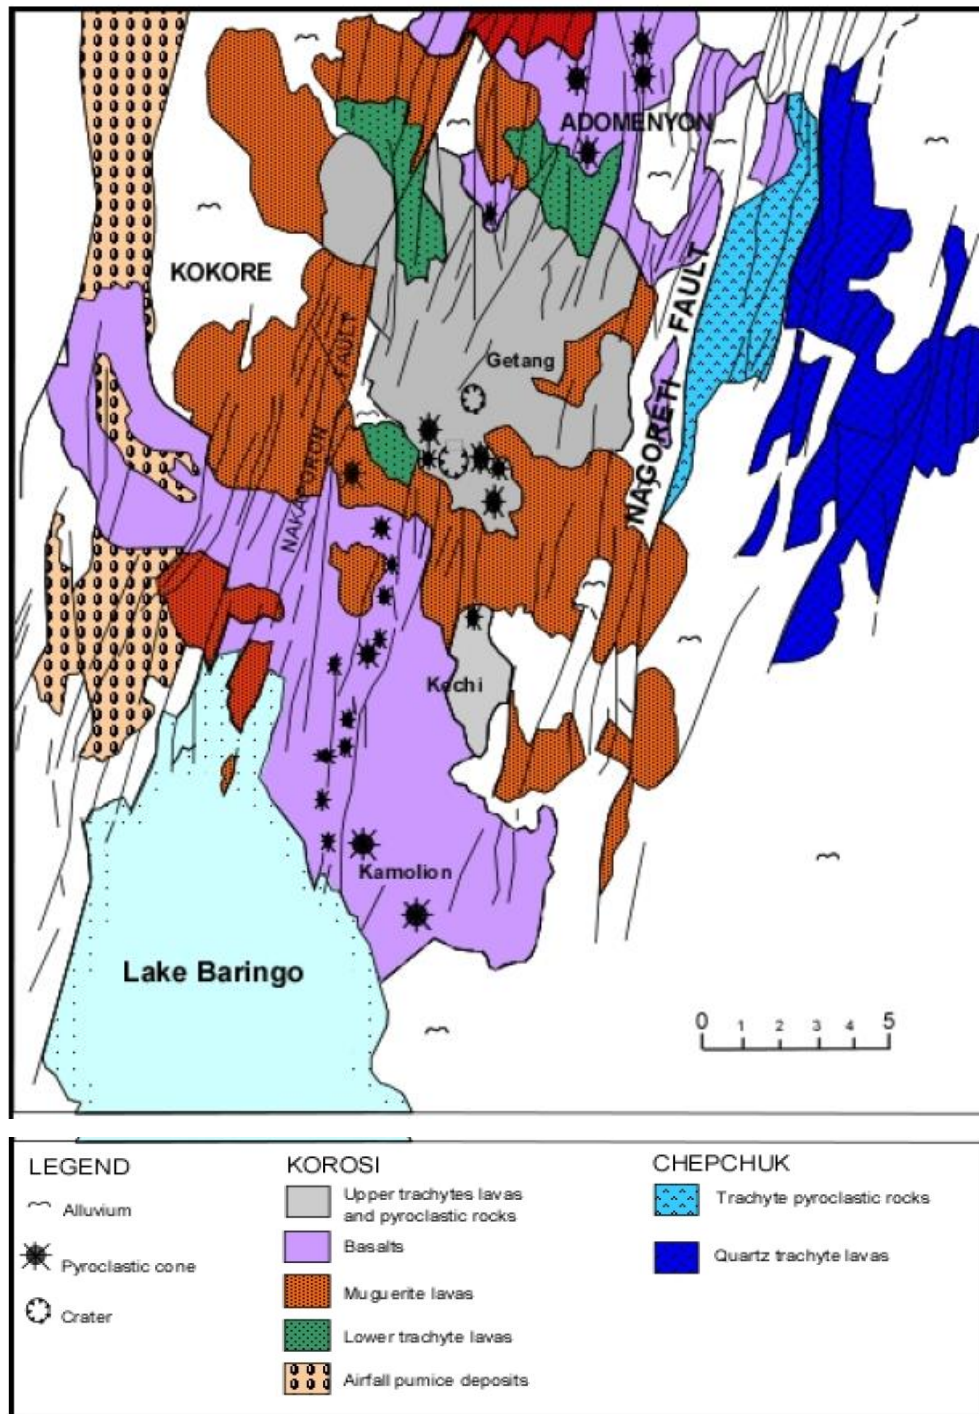 ADOMENYON
KOKORE
NAGORETI FAULT
NAKAPORON FAULT
Getang
Kechi
Kamolion
Lake Baringo
0 1 2 3 4 5
LEGEND
Alluvium
Pyroclastic cone
Crater
KOROSI
Upper trachytes lavas
and pyroclastic rocks
Basalts
Muguerite lavas
Lower trachyte lavas
Airfall pumice deposits
CHEPCHUK
Trachyte pyroclastic rocks
Quartz trachyte lavas